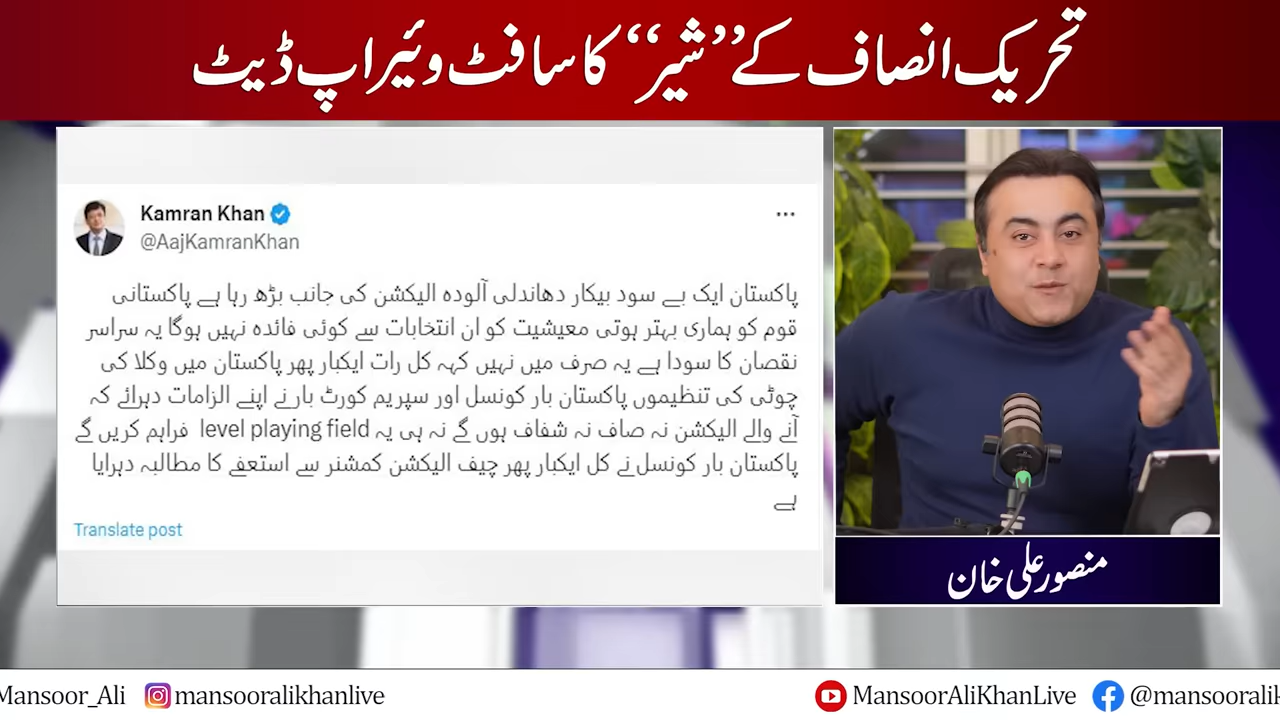 تحریک انصاف کے ”شیر“ کا سافٹ وئیر اپ ڈیٹ
Kamran Khan
@AajKamranKhan
پاکستان ایک بے سود بیکار دھاندلی آلودہ الیکشن کی جانب بڑھ رہا ہے پاکستانی
قوم کو ہماری بہتر ہوتی معیشیت کو ان انتخابات سے کوئی فائدہ نہیں ہوگا یہ سراسر
نقصان کا سودا ہے یہ صرف میں نہیں کہہ کل رات ایکبار پھر پاکستان میں وکلا کی
چوٹی کی تنظیموں پاکستان بار کونسل اور سپریم کورٹ بار نے اپنے الزامات دہرائے کہ
آنے والے الیکشن نہ صاف نہ شفاف ہوں گے نہ ہی یہ level playing field فراہم کریں گے
پاکستان بار کونسل نے کل ایکبار پھر چیف الیکشن کمشنر سے استعفے کا مطالبہ دہرایا
ہے
Translate post
منصور علی خان
Mansoor_Ali
mansooralikhanlive
MansoorAliKhanLive
@mansooralik